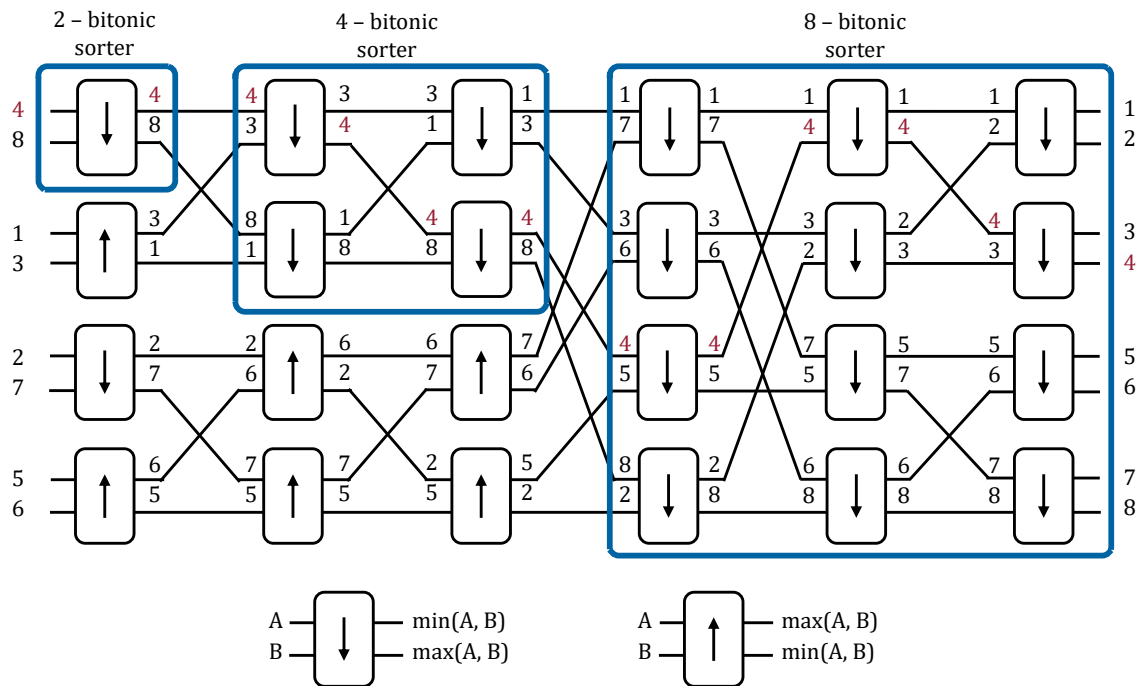 2 – bitonic
sorter
4 – bitonic
sorter
8 – bitonic
sorter
4 4 4 3 3 1 1 1 1 1 1 1
8 8 3 4 1 3 7 7 4 4 2 2
1 3 8 1 4 4 3 3 3 2 4 3
3 1 1 8 8 8 6 6 2 3 3 4
2 2 2 6 6 7 4 4 7 5 5 5
7 7 6 2 7 6 5 5 5 7 6 6
5 6 7 7 2 5 8 2 6 6 7 7
6 5 5 5 5 2 2 8 8 8 8 8
A min(A, B) A max(A, B)
B max(A, B) B min(A, B)